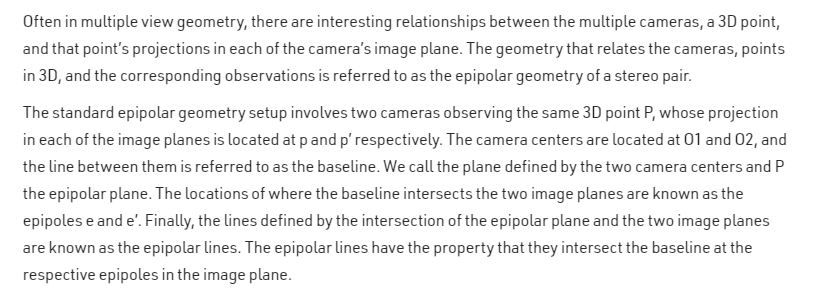 Often in multiple view geometry, there are interesting relationships between the multiple cameras, a 3D point,
and that point's projections in each of the camera's image plane. The geometry that relates the cameras, points
in 3D, and the corresponding observations is referred to as the epipolar geometry of a stereo pair.
The standard epipolar geometry setup involves two cameras observing the same 3D point P, whose projection
in each of the image planes is located at p and p' respectively. The camera centers are located at O1 and O2, and
the line between them is referred to as the baseline. We call the plane defined by the two camera centers and P
the epipolar plane. The locations of where the baseline intersects the two image planes are known as the
epipoles e and e'. Finally, the lines defined by the intersection of the epipolar plane and the two image planes
are known as the epipolar lines. The epipolar lines have the property that they intersect the baseline at the
respective epipoles in the image plane.